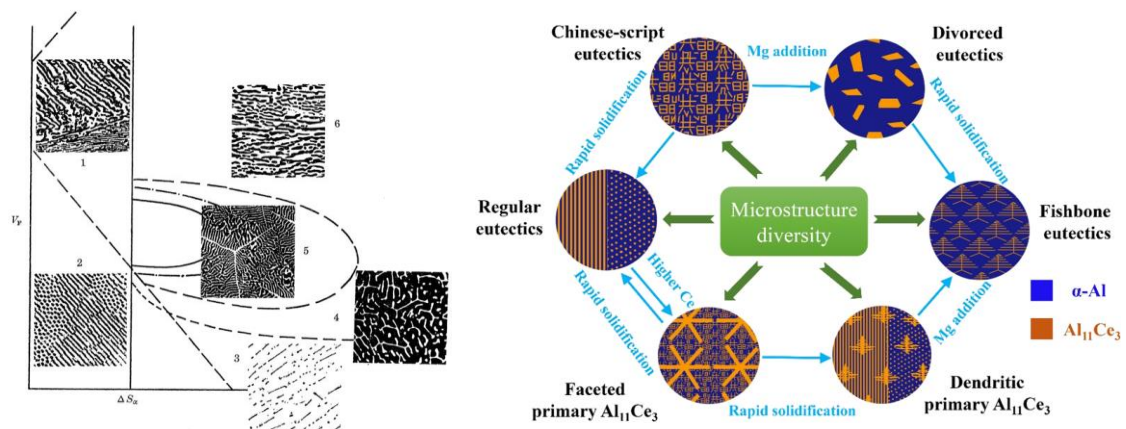 1
2
3
4
5
6
V_F
ΔS_α
Chinese-script
eutectics
Mg addition
Divorced
eutectics
Rapid solidification
Rapid solidification
Regular
eutectics
Microstructure
diversity
Fishbone
eutectics
Higher Ce
Rapid solidification
Mg addition
α-Al
Al₁₁Ce₃
Faceted
primary Al₁₁Ce₃
Rapid solidification
Dendritic
primary Al₁₁Ce₃